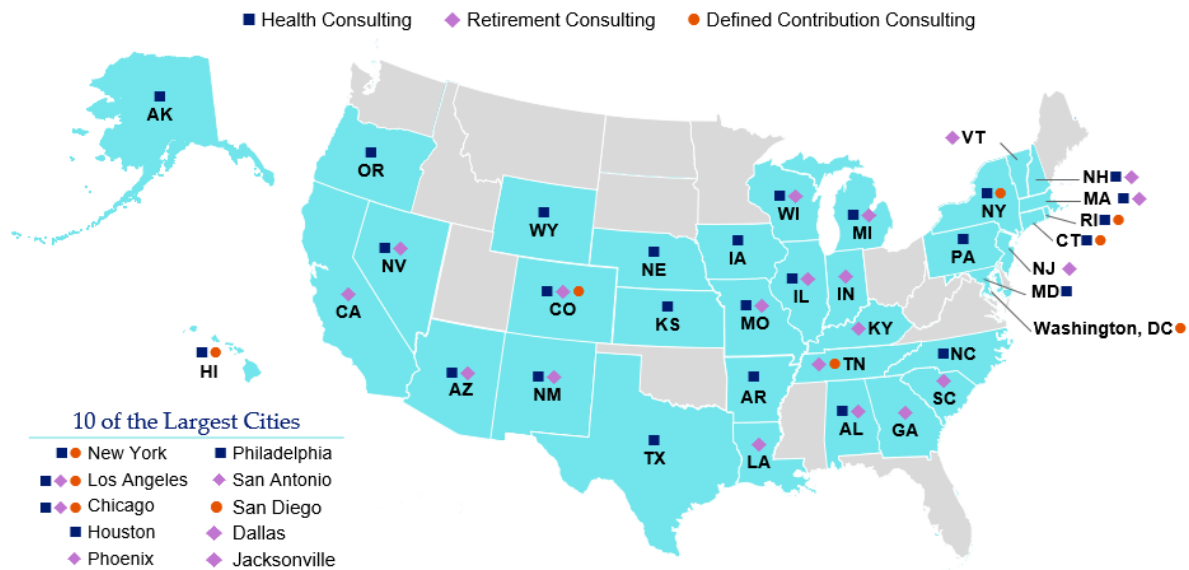 Health Consulting Retirement Consulting Defined Contribution Consulting
AK
OR
WY
NV
CA
CO
NE
KS
IA
MO
WI
MI
IL
IN
KY
TN
NC
SC
GA
AL
AR
LA
TX
NM
AZ
HI
PA
NY
VT
NH
MA
RI
CT
NJ
MD
Washington, DC
10 of the Largest Cities
New York
Los Angeles
Chicago
Houston
Phoenix
Philadelphia
San Antonio
San Diego
Dallas
Jacksonville